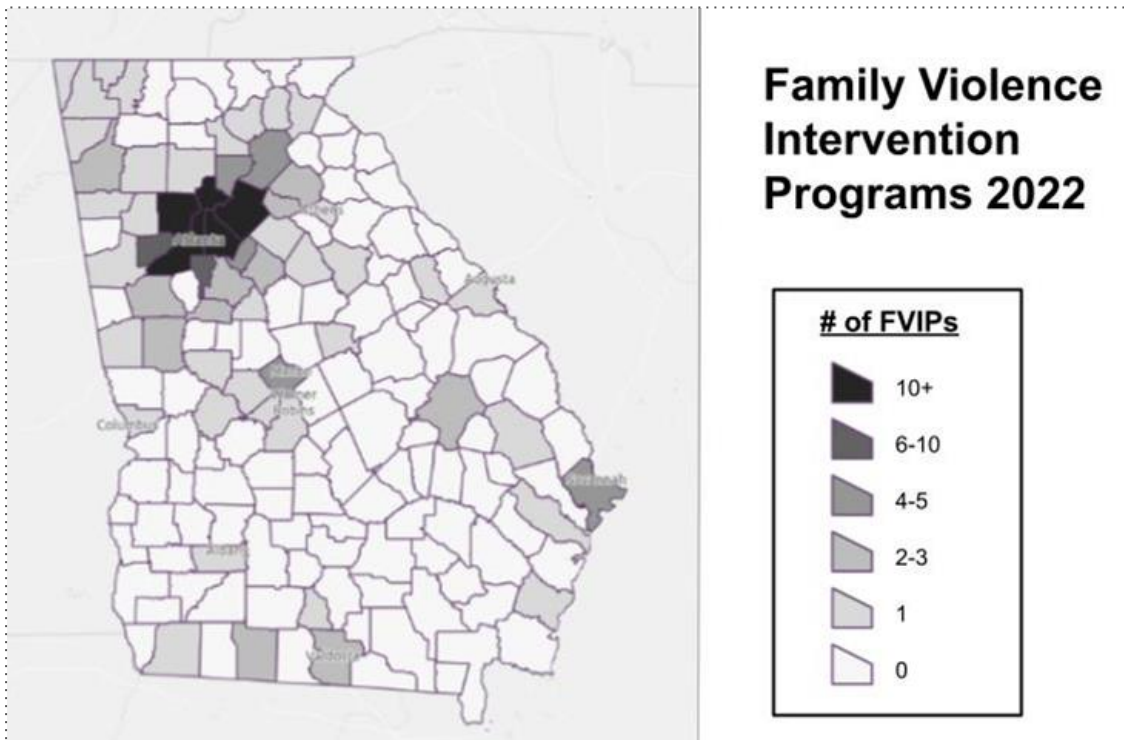 Family Violence
Intervention
Programs 2022
# of FVIPs
10+
6-10
4-5
2-3
1
0
Athens
Atlanta
Augusta
Macon
Warner
Robins
Columbus
Savannah
Albany
Valdosta